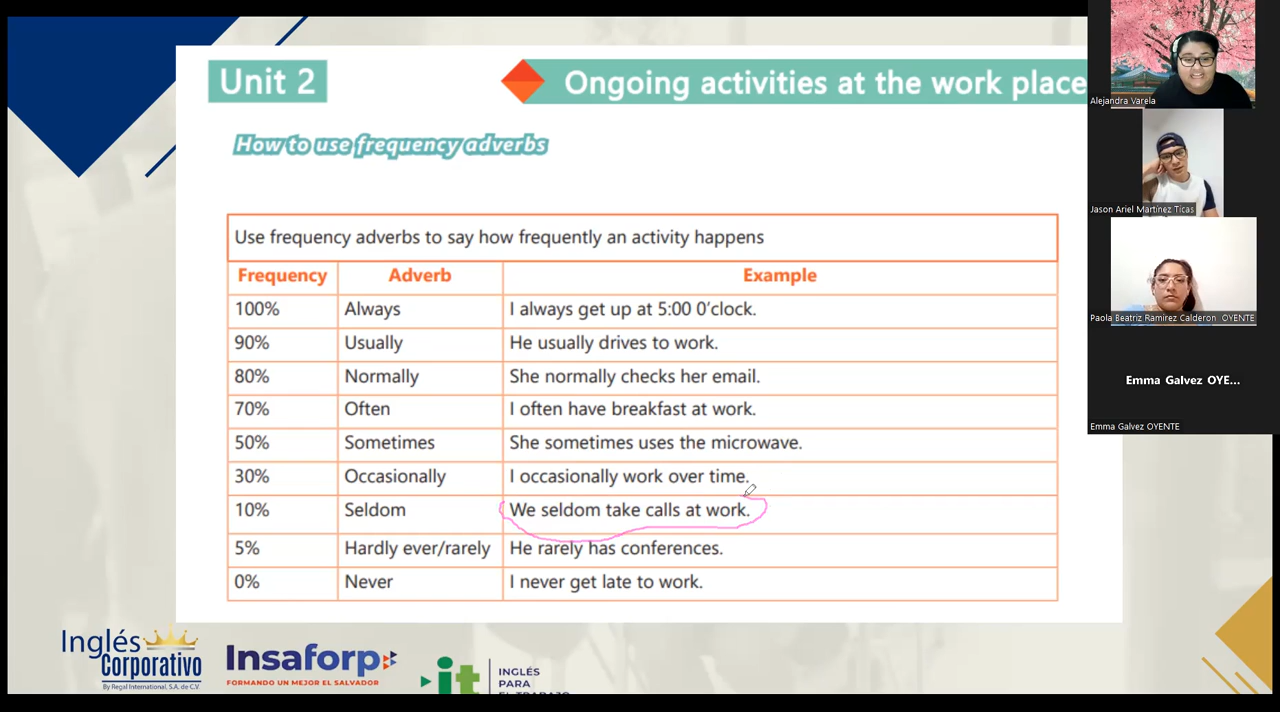 Unit 2
Ongoing activities at the work place
How to use frequency adverbs
Use frequency adverbs to say how frequently an activity happens
Frequency Adverb Example
100% Always I always get up at 5:00 0'clock.
90% Usually He usually drives to work.
80% Normally She normally checks her email.
70% Often I often have breakfast at work.
50% Sometimes She sometimes uses the microwave.
30% Occasionally I occasionally work over time.
10% Seldom We seldom take calls at work.
5% Hardly ever/rarely He rarely has conferences.
0% Never I never get late to work.
Inglés
Corporativo
By Regal International, S.A. de C.V.
Insaforp
FORMANDO UN MEJOR EL SALVADOR
it
INGLÉS
PARA
EL TRABAJO
Alejandra Varela
Jason Ariel Martínez Ticas
Paola Beatriz Ramírez Calderon OYENTE
Emma Galvez OYE...
Emma Galvez OYENTE